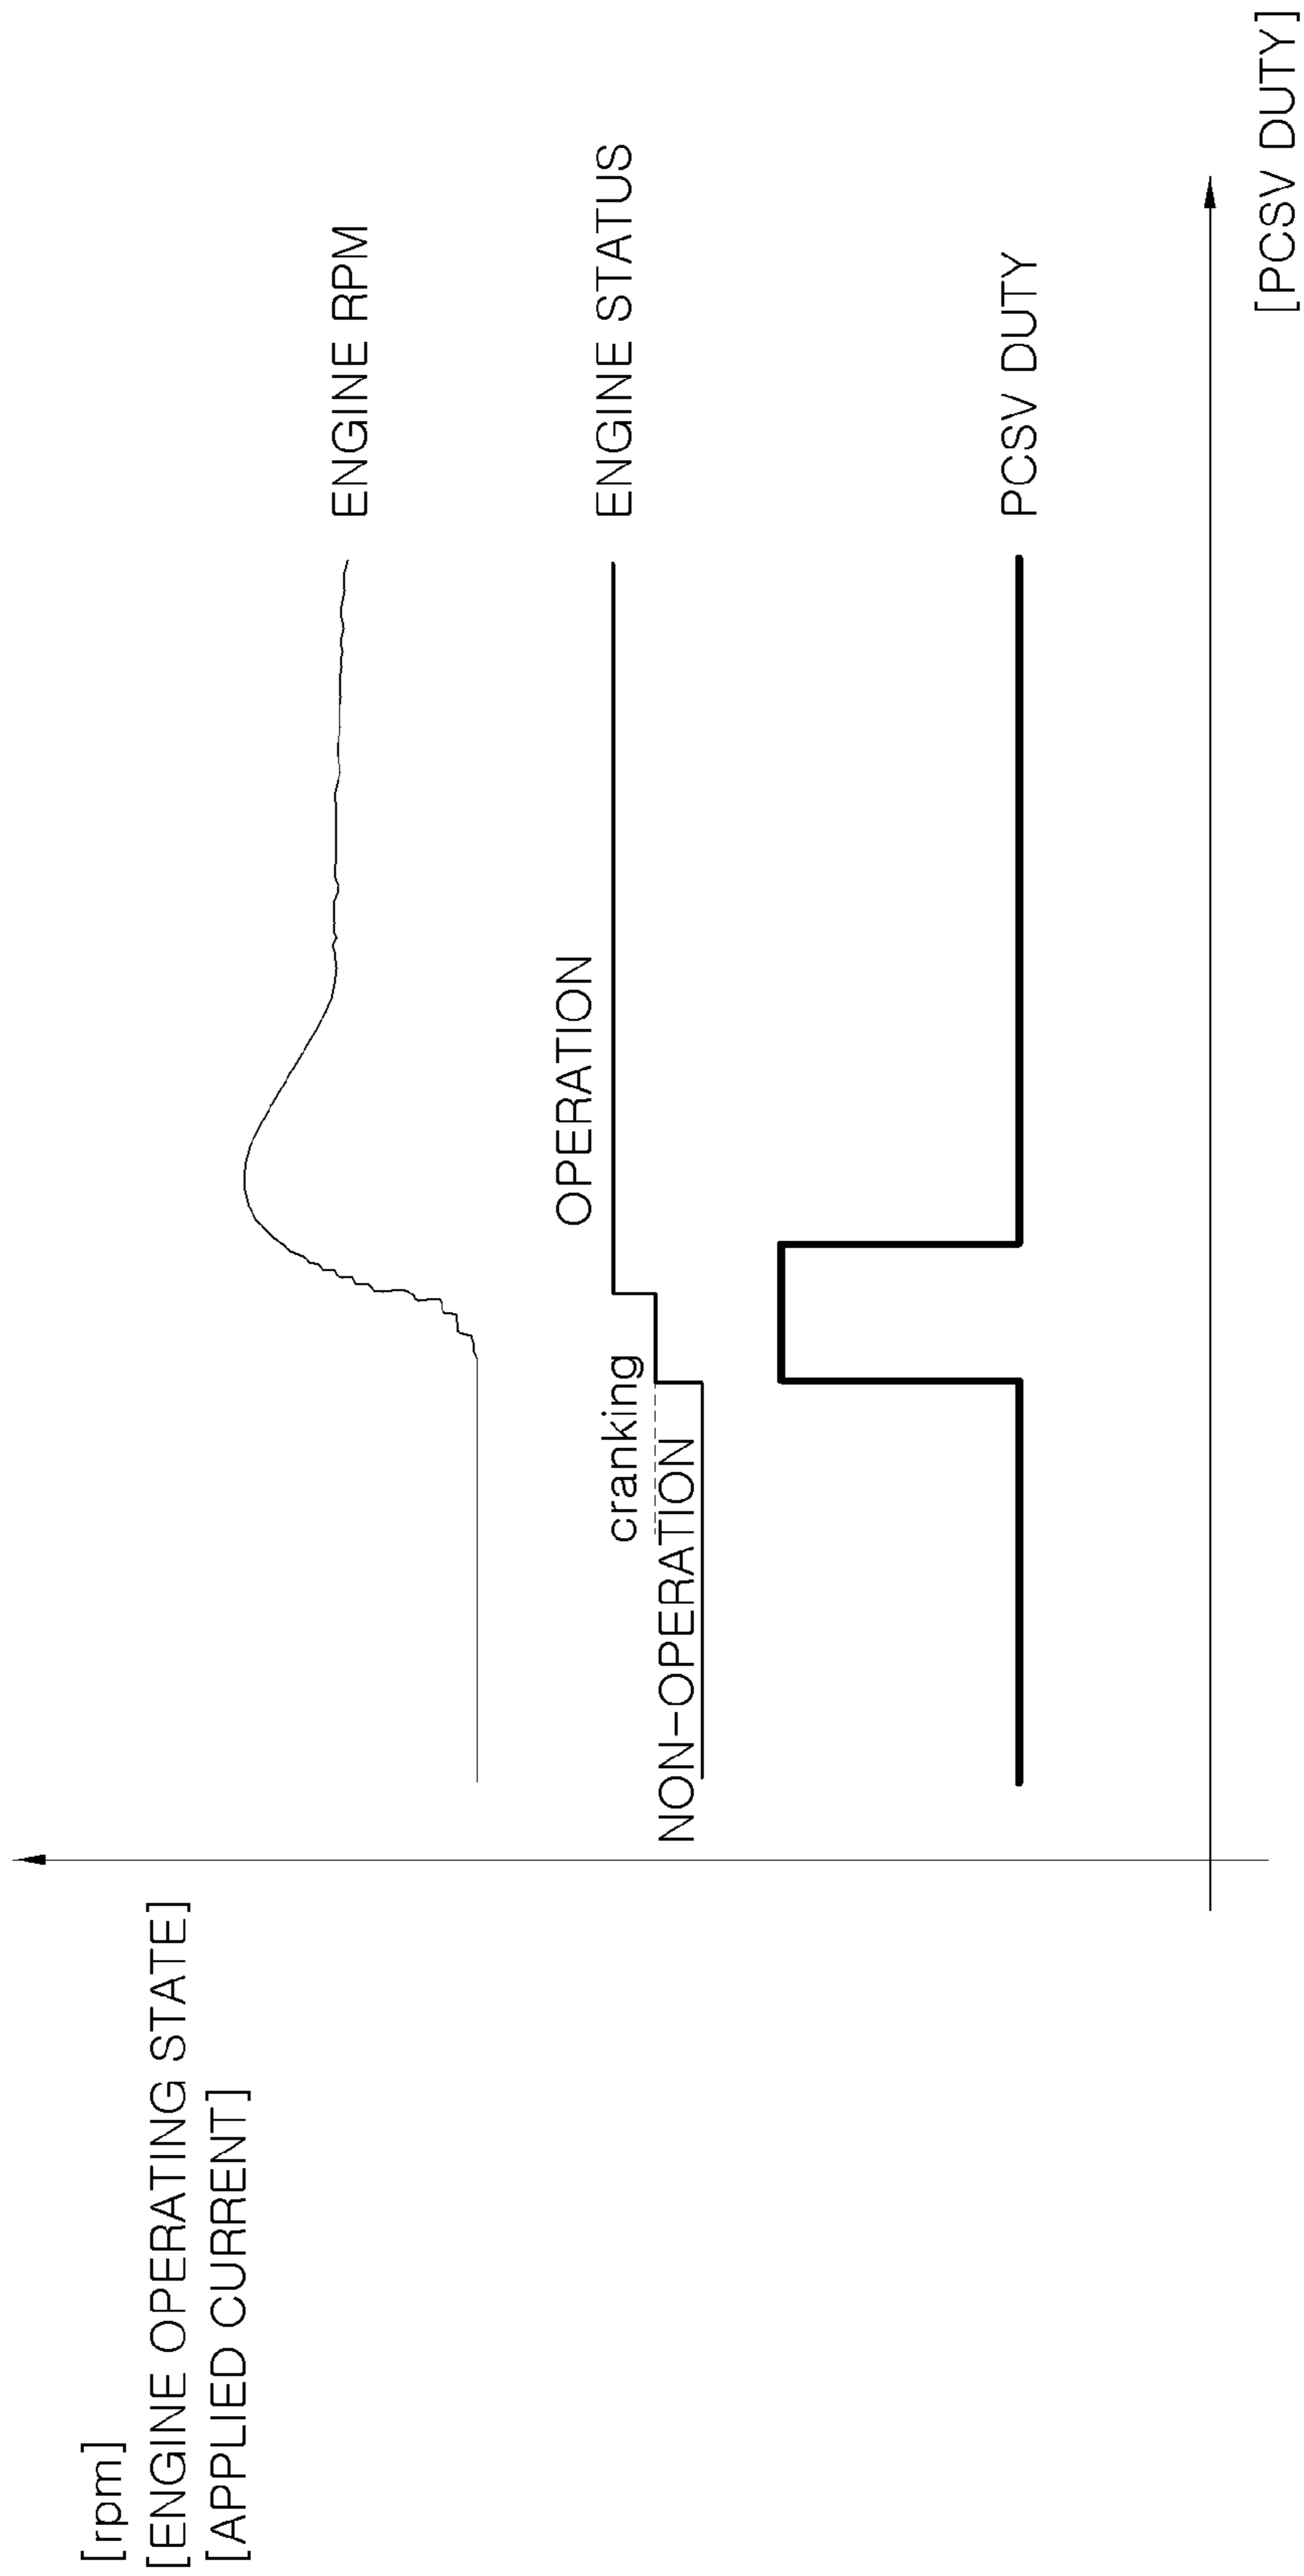 [rpm]
[ENGINE OPERATING STATE]
[APPLIED CURRENT]
ENGINE RPM
OPERATION
ENGINE STATUS
cranking
NON-OPERATION
PCSV DUTY
[PCSV DUTY]